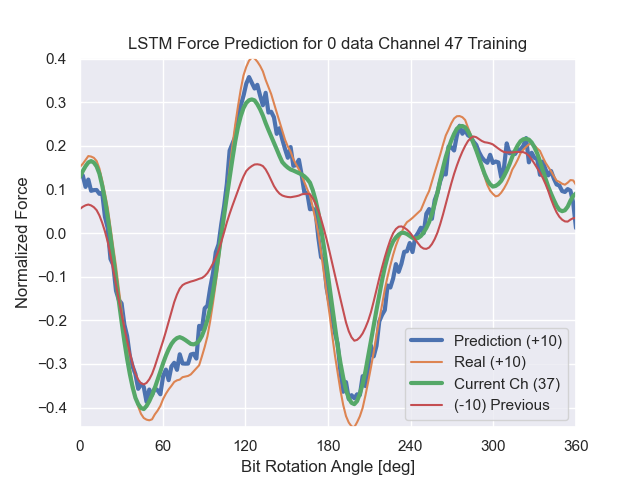 LSTM Force Prediction for 0 data Channel 47 Training
Normalized Force
0.4
0.3
0.2
0.1
0.0
−0.1
−0.2
−0.3
−0.4
Prediction (+10)
Real (+10)
Current Ch (37)
(-10) Previous
0 60 120 180 240 300 360
Bit Rotation Angle [deg]